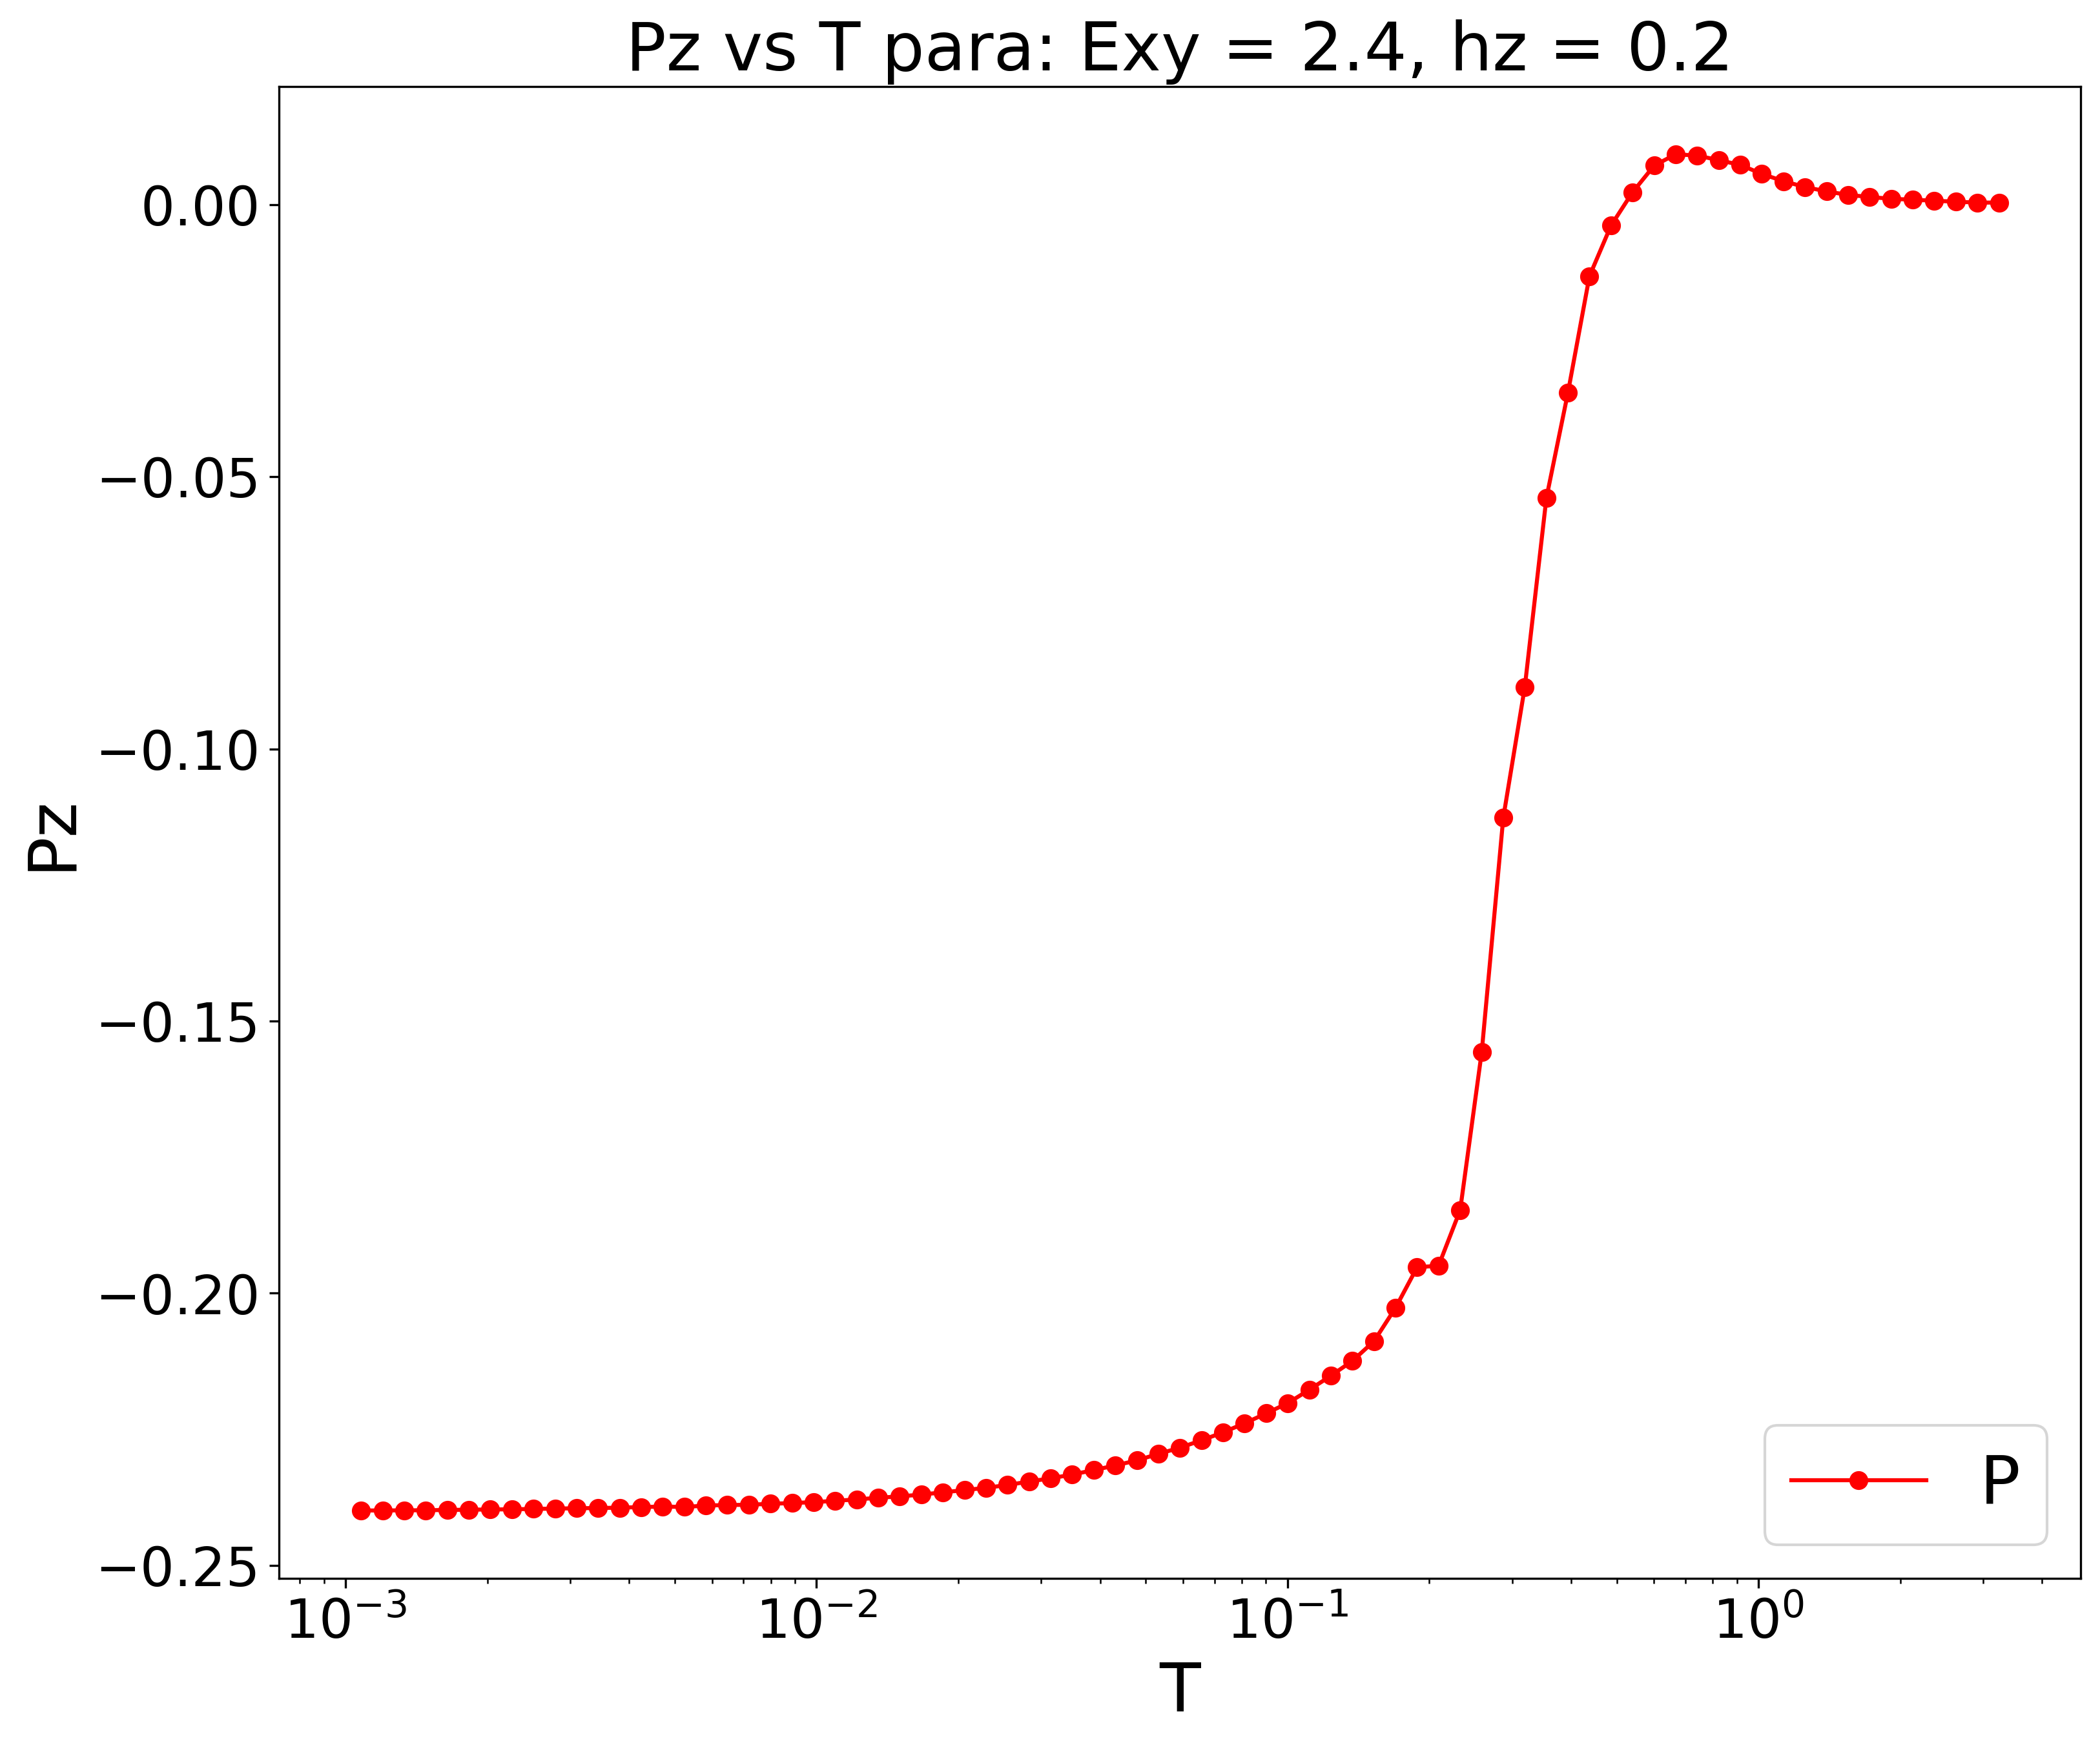 Pz vs T para: Exy = 2.4, hz = 0.2
Pz
0.00
−0.05
−0.10
−0.15
−0.20
−0.25
P
10⁻³ 10⁻² 10⁻¹ 10⁰
T